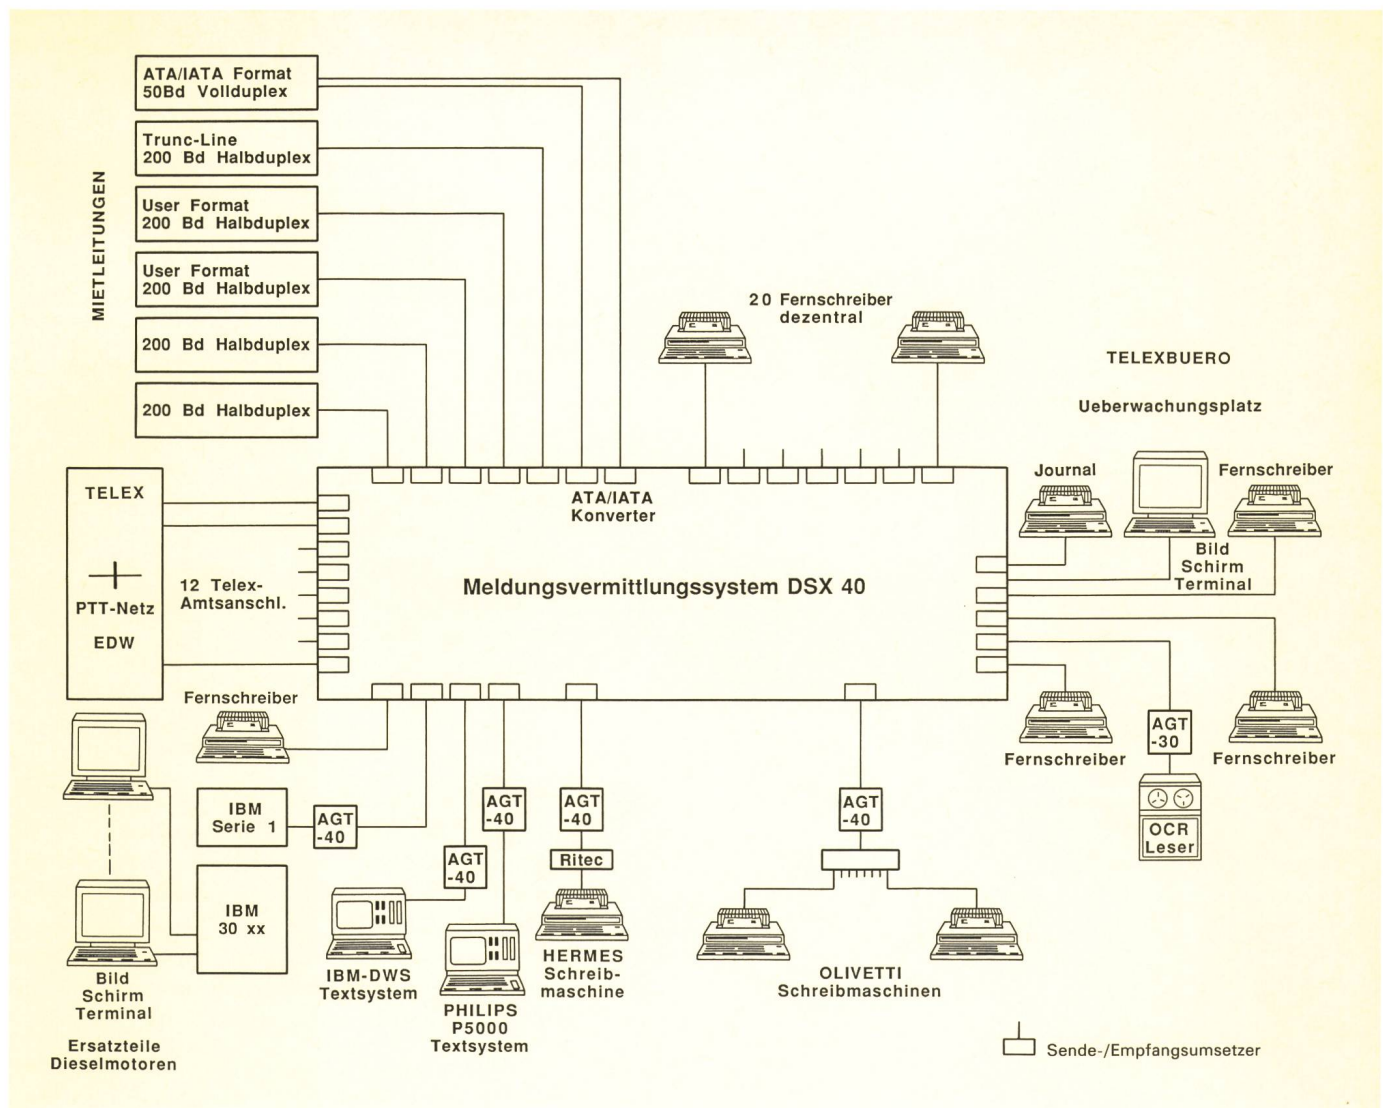 ATA/IATA Format
50Bd Vollduplex
Trunc-Line
200 Bd Halbduplex
User Format
200 Bd Halbduplex
User Format
200 Bd Halbduplex
200 Bd Halbduplex
200 Bd Halbduplex
MIETLEITUNGEN
20 Fernschreiber
dezentral
TELEXBUERO
Ueberwachungsplatz
Journal
Fernschreiber
Bild
Schirm
Terminal
TELEX
PTT-Netz
EDW
12 Telex-
Amtsanschl.
ATA/IATA
Konverter
Meldungsvermittlungssystem DSX 40
Fernschreiber
IBM
Serie 1
AGT
-40
IBM
30 xx
Bild
Schirm
Terminal
Ersatzteile
Dieselmotoren
AGT
-40
IBM-DWS
Textsystem
AGT
-40
PHILIPS
P5000
Textsystem
AGT
-40
Ritec
HERMES
Schreib-
maschine
AGT
-40
OLIVETTI
Schreibmaschinen
Fernschreiber
AGT
-30
OCR
Leser
Fernschreiber
Sende-/Empfangsumsetzer